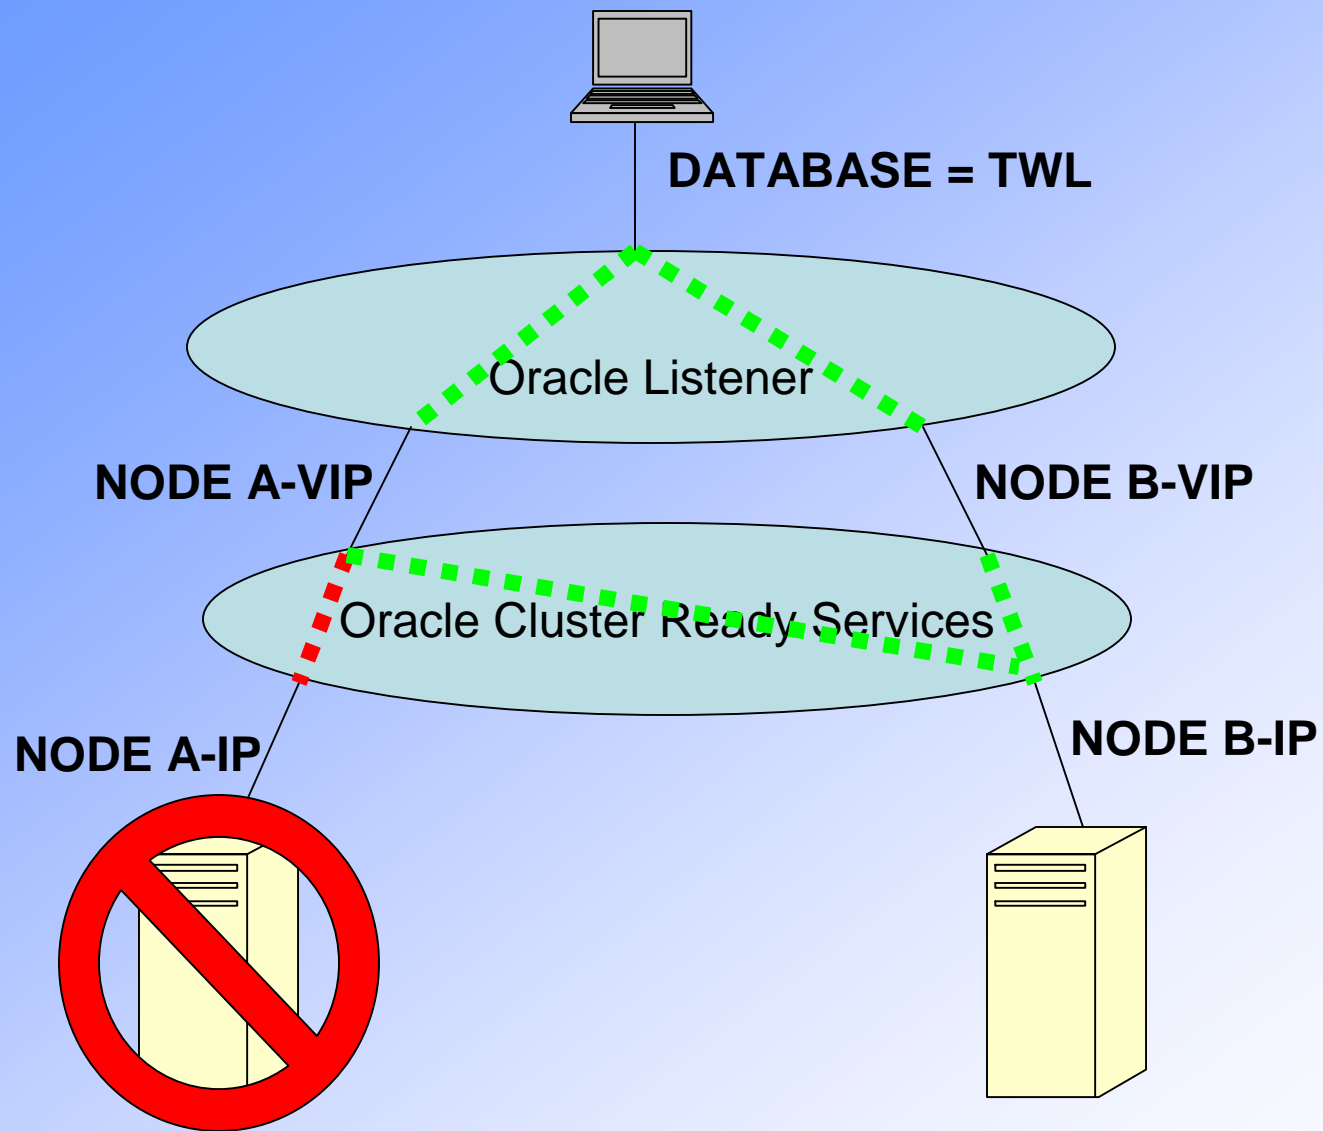 DATABASE = TWL
Oracle Listener
NODE A-VIP
NODE B-VIP
Oracle Cluster Ready Services
NODE A-IP
NODE B-IP